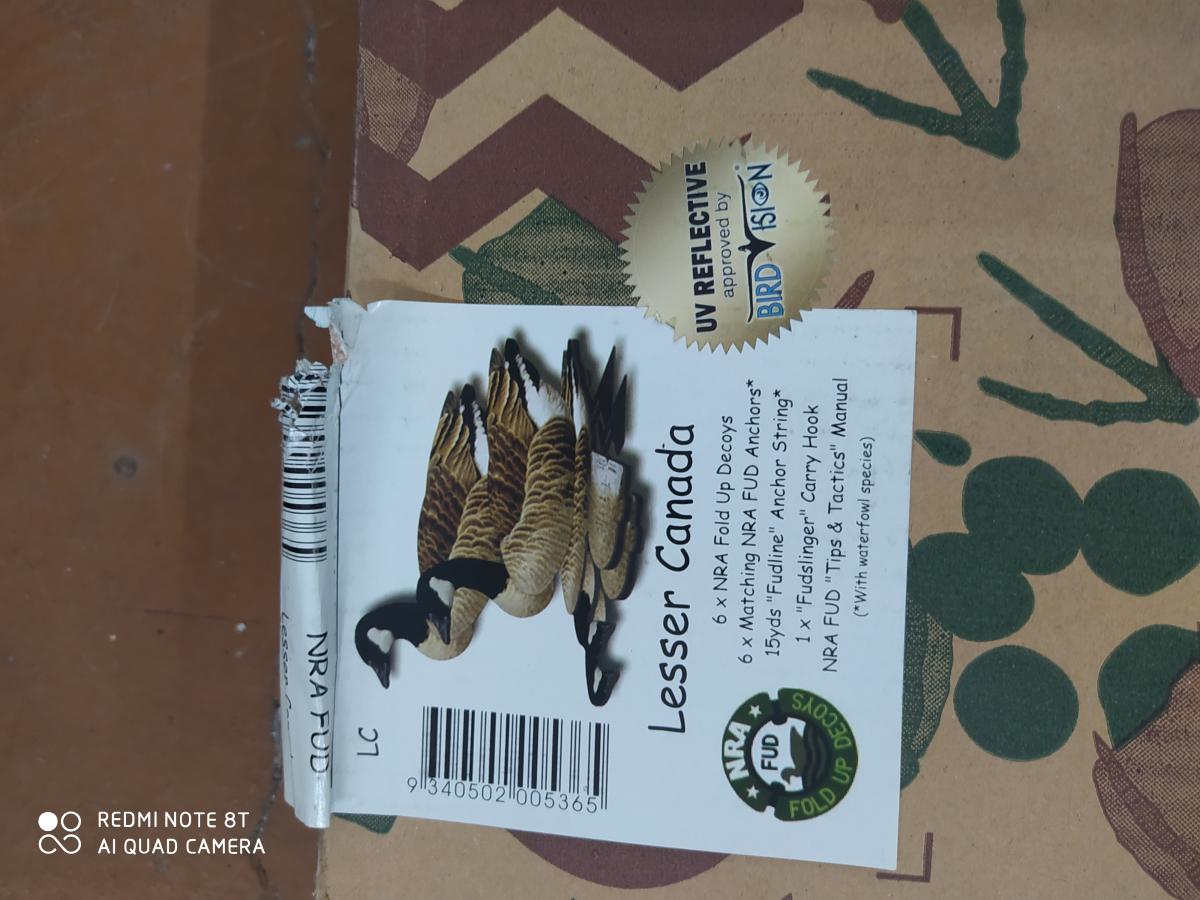 NRA FUD
LC
9 340502 005365
Lesser Canada
6 x NRA Fold Up Decoys
6 x Matching NRA FUD Anchors*
15yds "Fudline" Anchor String*
1 x "Fudslinger" Carry Hook
NRA FUD "Tips & Tactics" Manual
(*With waterfowl species)
NRA
FUD
FOLD UP DECOYS
UV REFLECTIVE
approved by
BIRD VISION
REDMI NOTE 8T
AI QUAD CAMERA